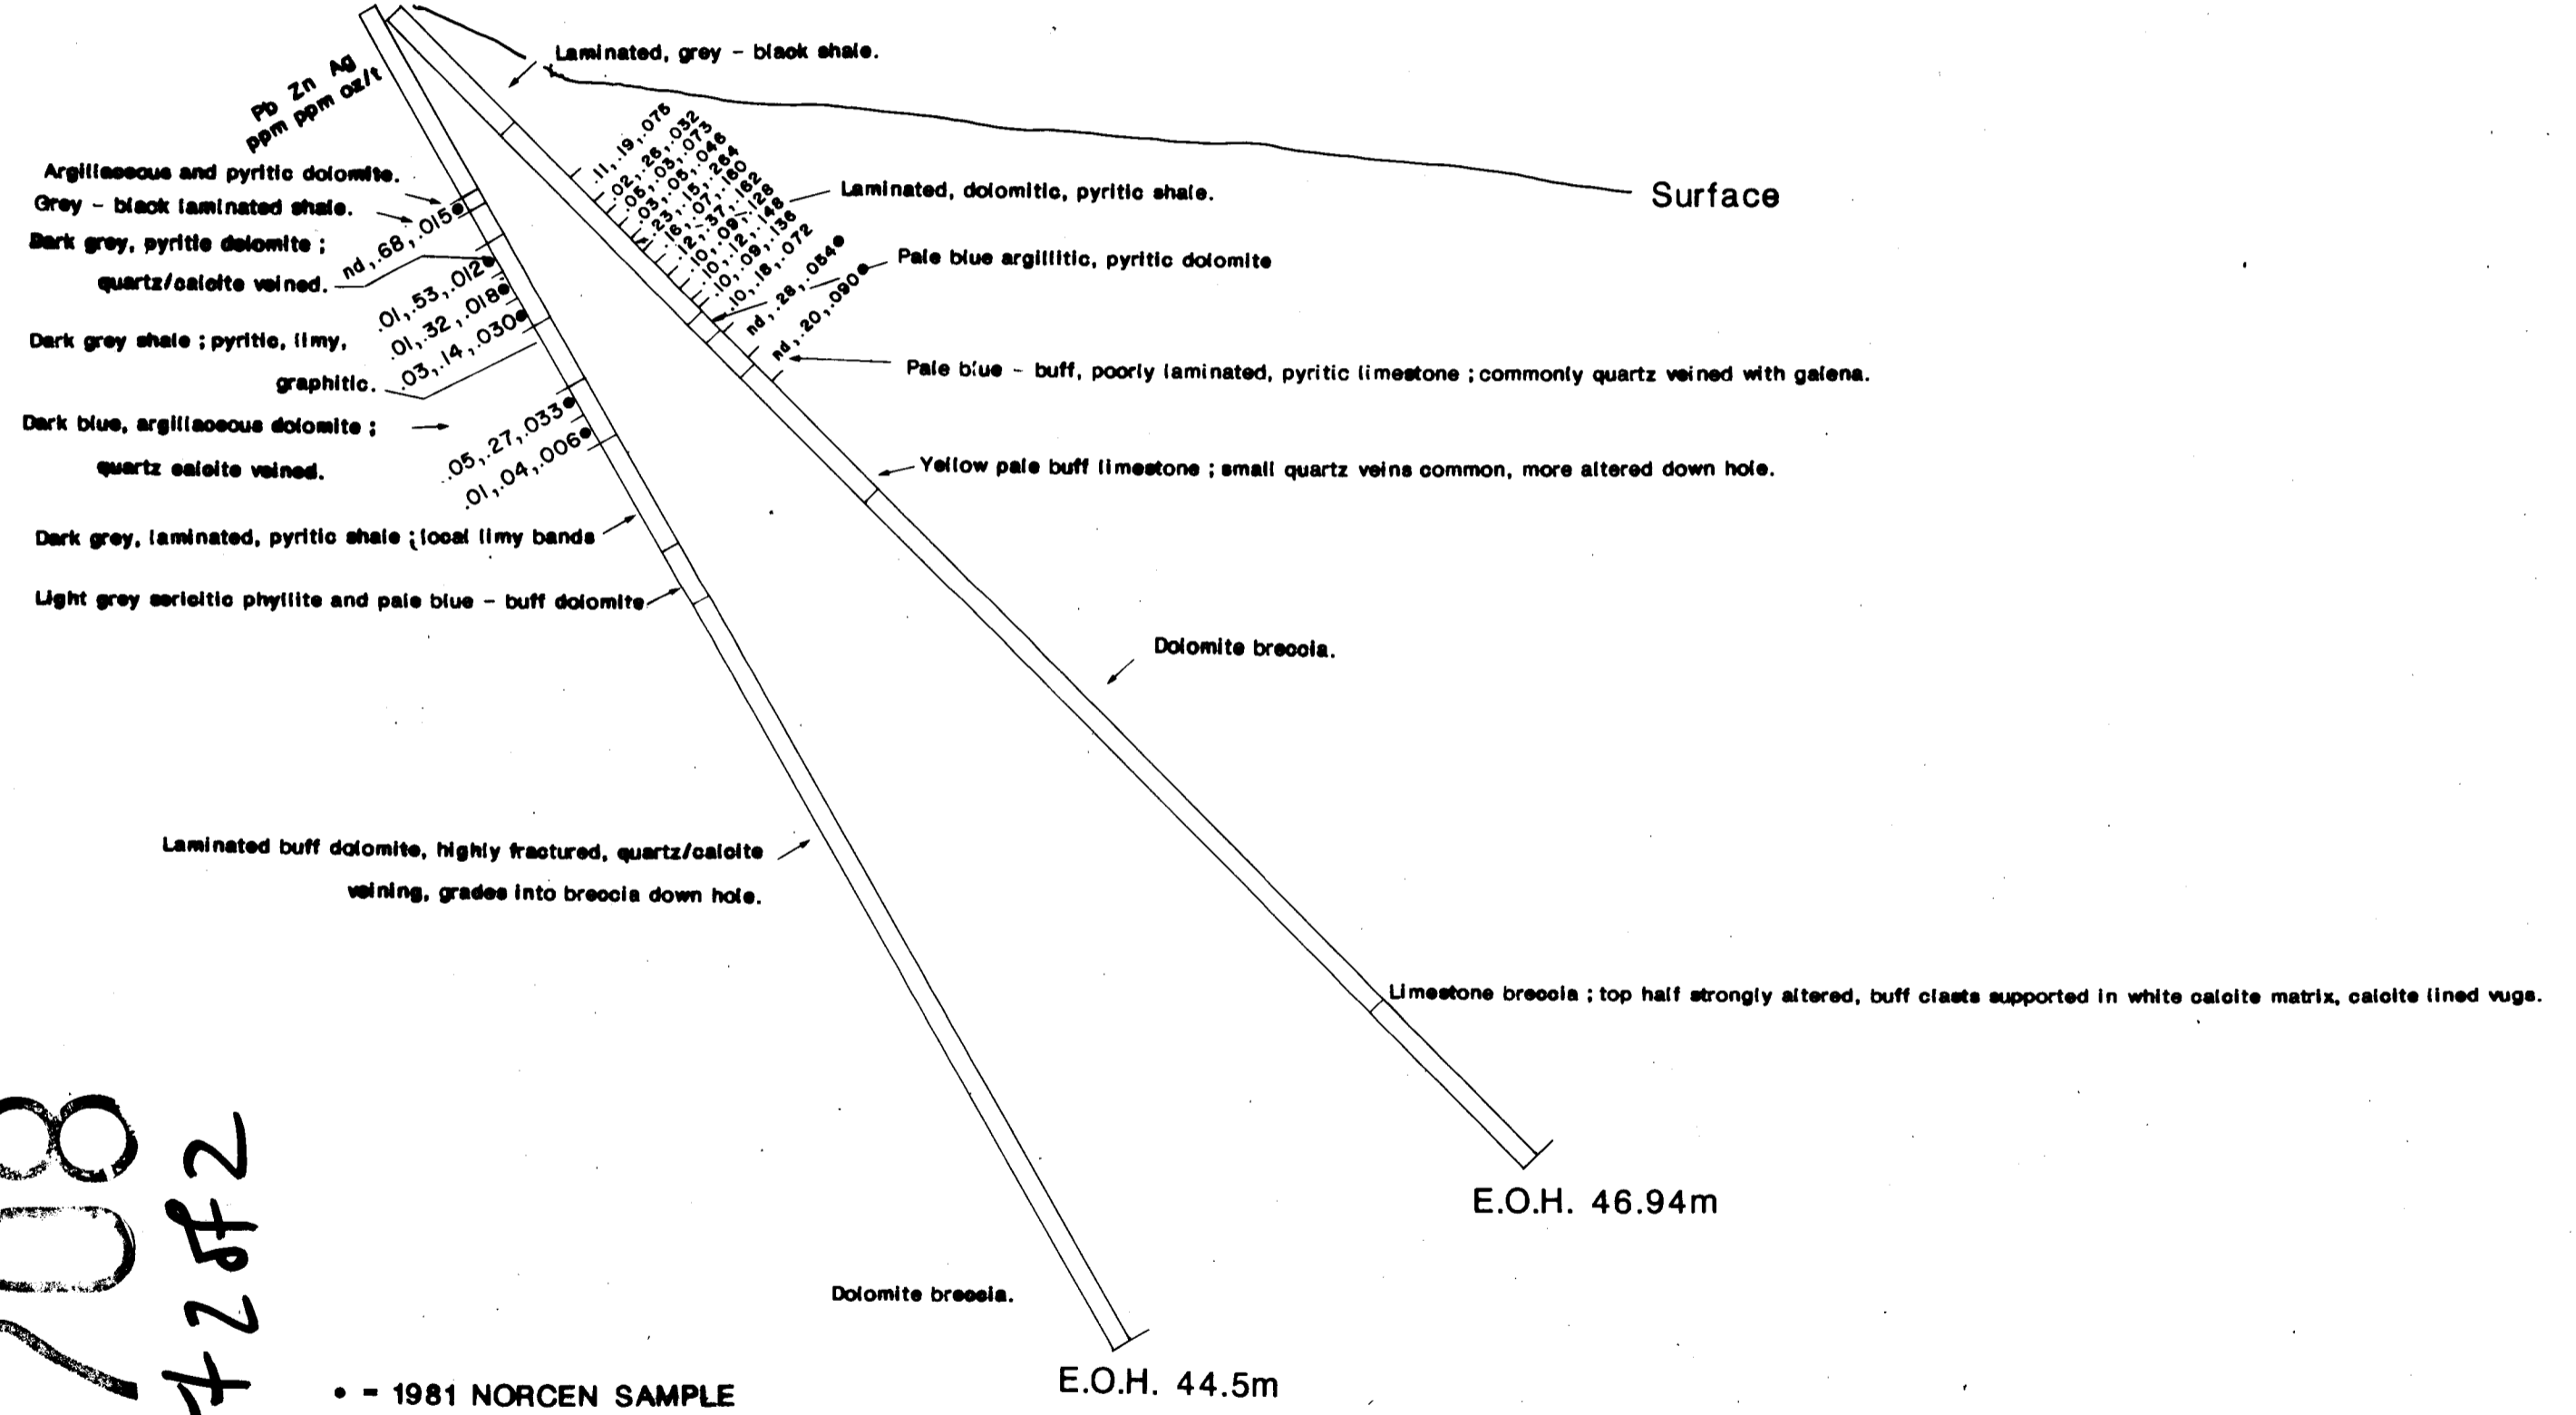 Pb Zn Ag
ppm ppm oz/t
Laminated, grey - black shale.
Surface
Argillaceous and pyritic dolomite.
Grey - black laminated shale.
nd,.68,.015●
Dark grey, pyritic dolomite ;
quartz/calcite veined.
.01,.53,.012●
.01,.32,.018●
Dark grey shale ; pyritic, limy,
graphitic.
.03,.14,.030●
Dark blue, argillaceous dolomite ;
quartz calcite veined.
.05,.27,.033●
.01,.04,.006●
Dark grey, laminated, pyritic shale ; local limy bands
Light grey sericitic phyllite and pale blue - buff dolomite
Laminated buff dolomite, highly fractured, quartz/calcite
veining, grades into breccia down hole.
Dolomite breccia.
E.O.H. 44.5m
.11,.19,.075
.02,.26,.032
.05,.03,.073
.03,.05,.046
.23,.15,.264
.16,.07,.160
.12,.37,.162
.10,.09,.128
.10,.12,.148
.10,.09,.136
.10,.18,.072
nd,.28,.054●
nd,.20,.090●
Laminated, dolomitic, pyritic shale.
Pale blue argillitic, pyritic dolomite
Pale blue - buff, poorly laminated, pyritic limestone ; commonly quartz veined with galena.
Yellow pale buff limestone ; small quartz veins common, more altered down hole.
Dolomite breccia.
Limestone breccia ; top half strongly altered, buff clasts supported in white calcite matrix, calcite lined vugs.
E.O.H. 46.94m
● - 1981 NORCEN SAMPLE